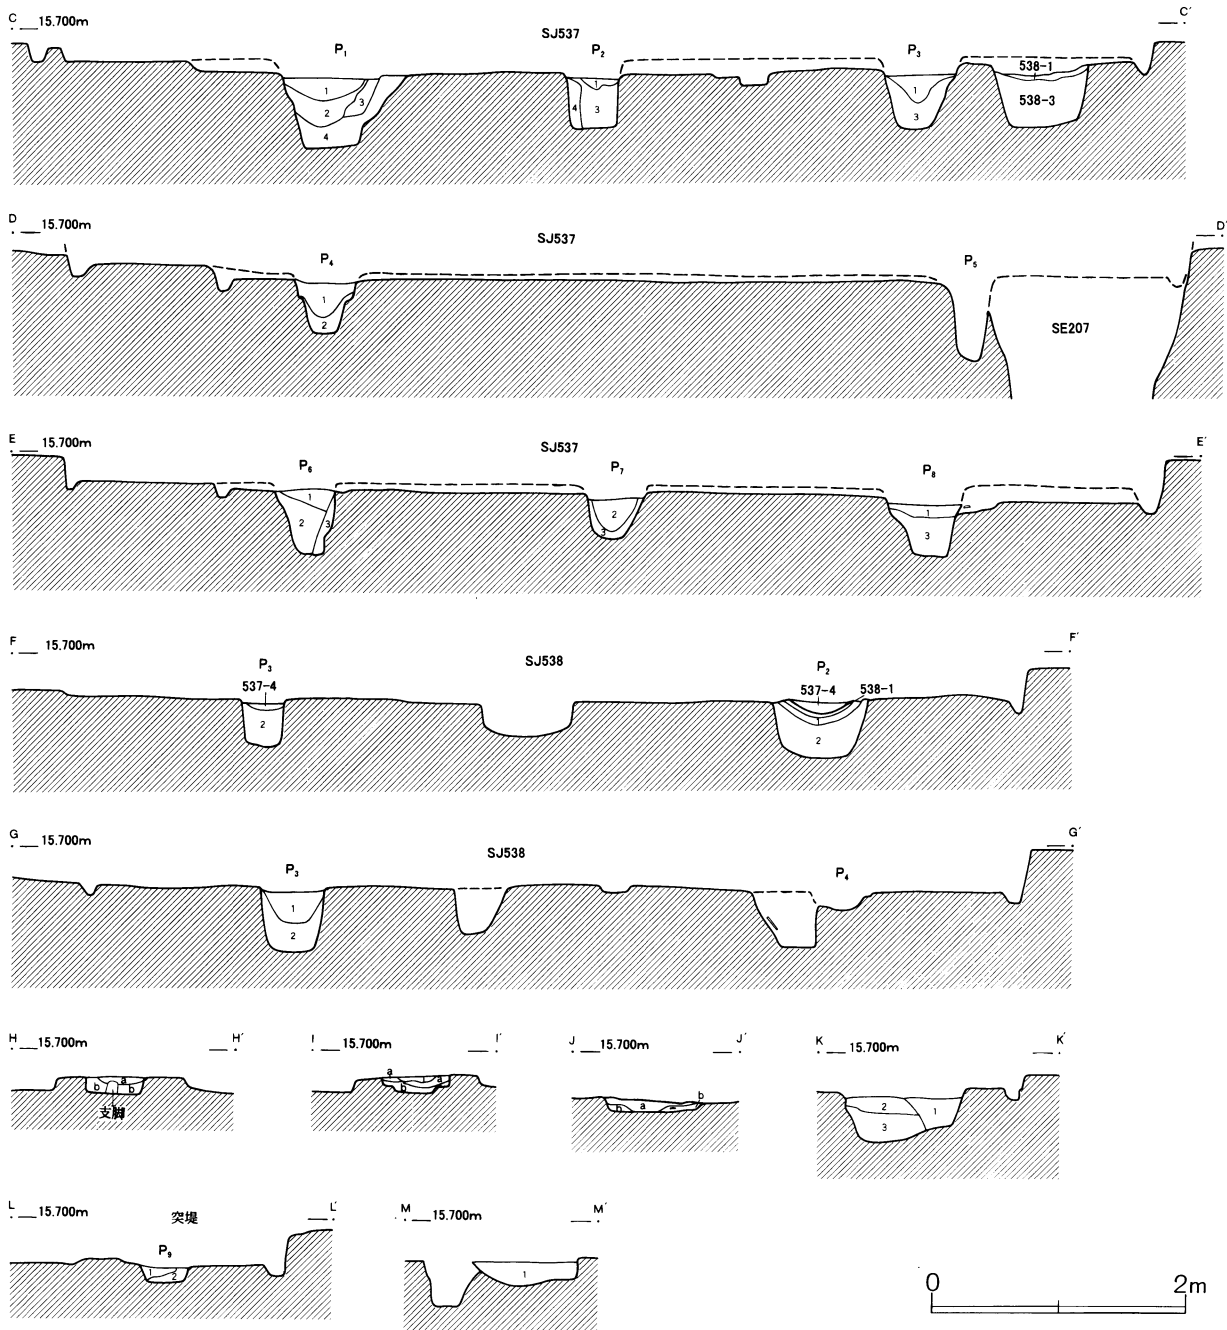 C 15.700m SJ537 C′
P₁ P₂ P₃
538-1
1 2 3 4 1 4 3 1 3 538-3
D 15.700m SJ537 D′
P₄ P₅
1 2 SE207
E 15.700m SJ537 E′
P₆ P₇ P₈
1 2 3 2 3 1 3
F 15.700m SJ538 F′
P₃ P₂
537-4 537-4 538-1
2 1 2
G 15.700m SJ538 G′
P₃ P₄
1 2
H 15.700m H′ I 15.700m I′ J 15.700m J′ K 15.700m K′
a b b a 1 a b b a b 2 1 3
支脚
L 15.700m 突堤 L′ M 15.700m M′
P₉
1 2 1
0 2m